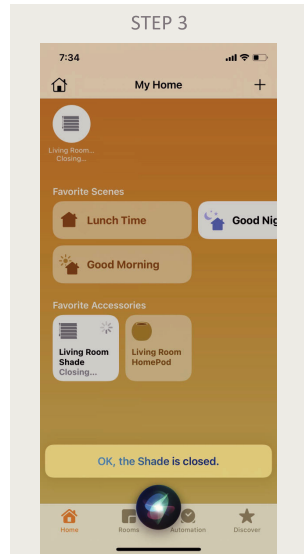 STEP 3
7:34
My Home
Living Room...
Closing...
Favorite Scenes
Lunch Time
Good Nig
Good Morning
Favorite Accessories
Living Room
Shade
Closing...
Living Room
HomePod
OK, the Shade is closed.
Home
Rooms
Automation
Discover